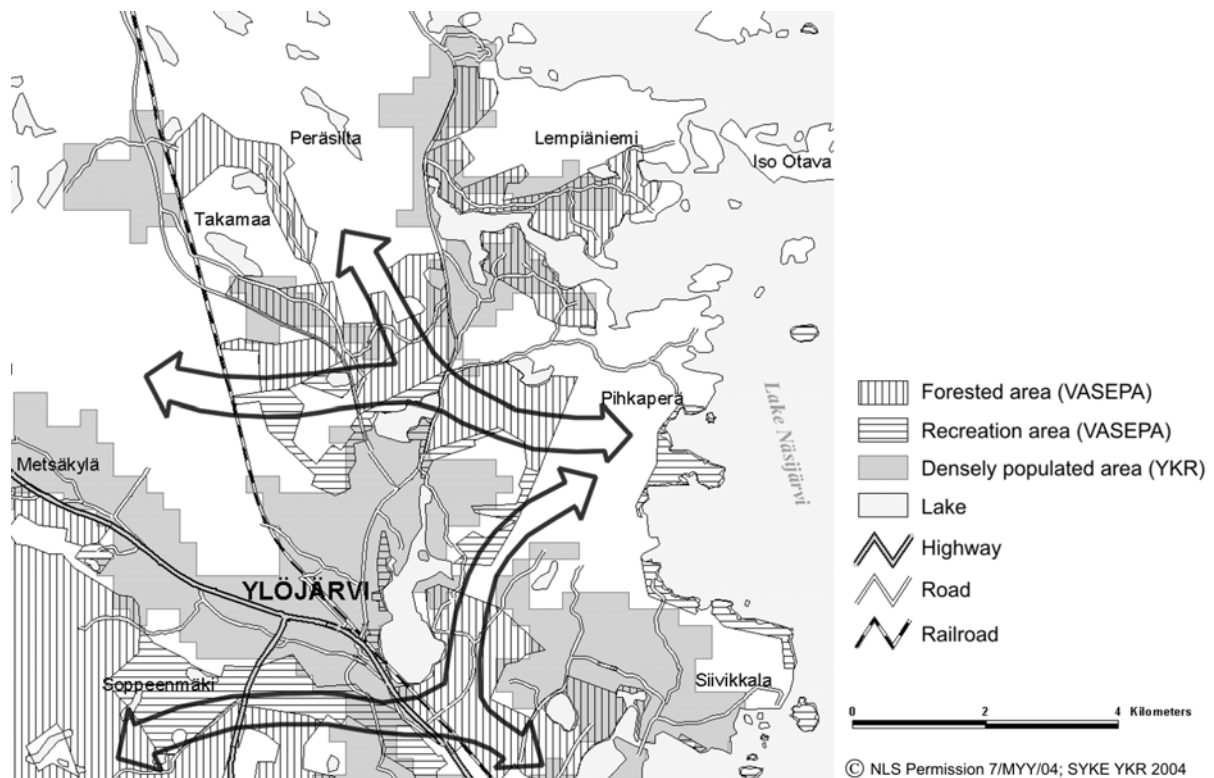 Peräsilta
Lempiäniemi
Iso Otava
Takamaa
Pihkaperä
Lake Näsijärvi
Metsäkylä
YLÖJÄRVI
Soppeenmäki
Siivikkala
Forested area (VASEPA)
Recreation area (VASEPA)
Densely populated area (YKR)
Lake
Highway
Road
Railroad
0 2 4 Kilometers
© NLS Permission 7/MYY/04; SYKE YKR 2004